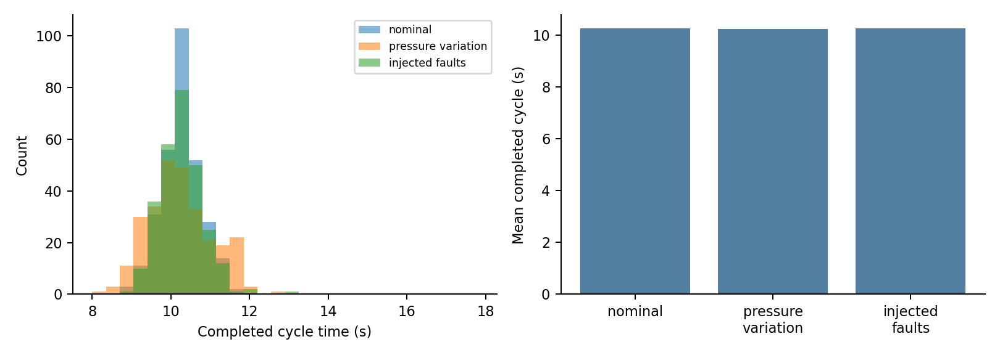 100
80
60
40
20
0
Count
8
10
12
14
16
18
Completed cycle time (s)
nominal
pressure variation
injected faults
10
8
6
4
2
0
Mean completed cycle (s)
nominal
pressure
variation
injected
faults